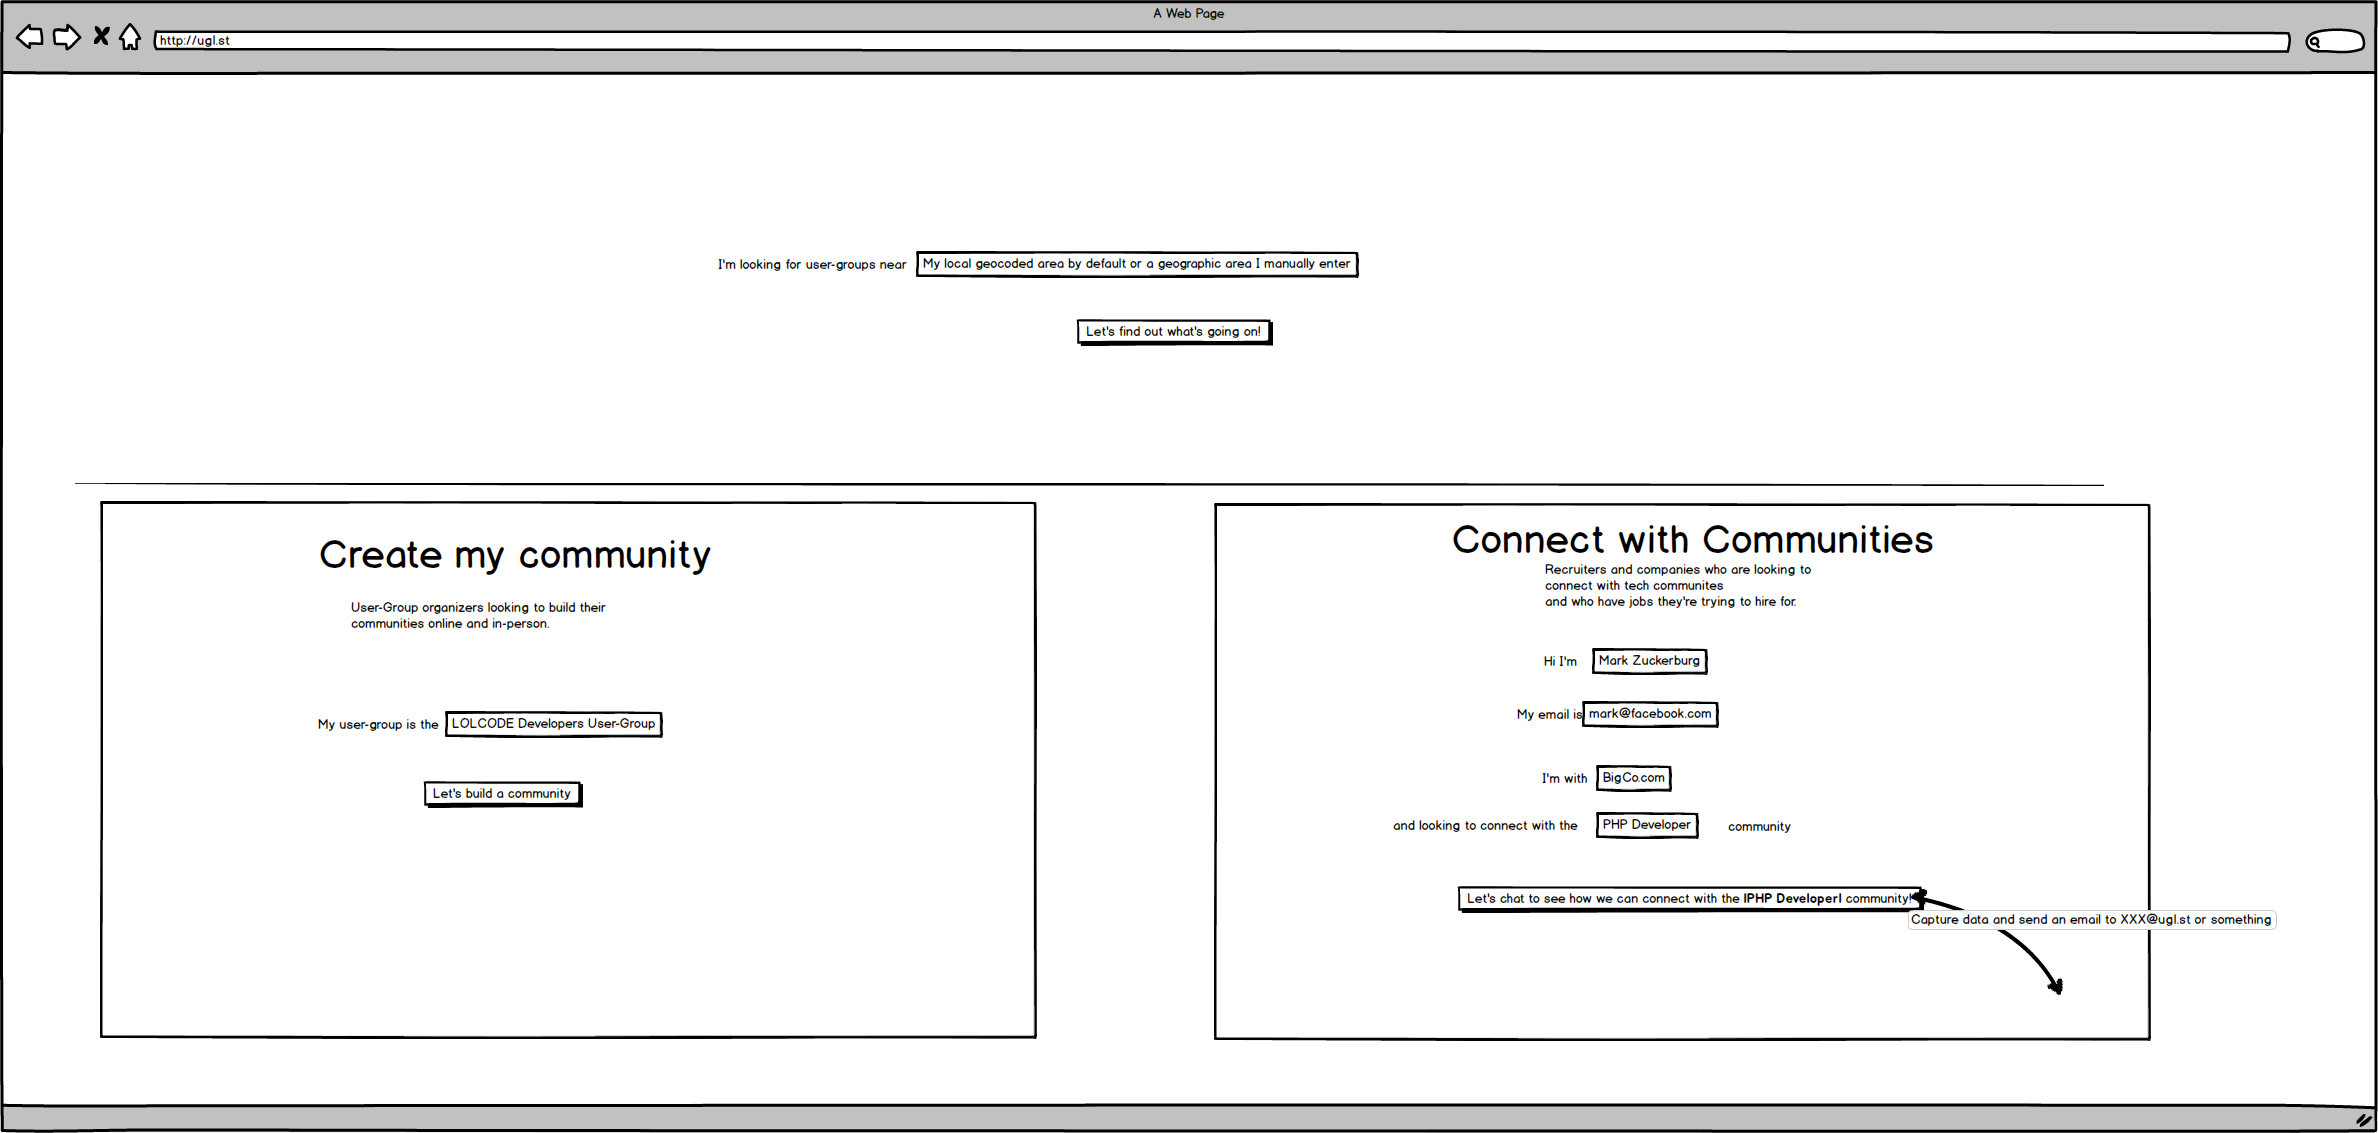 A Web Page
http://ugl.st
I'm looking for user-groups near My local geocoded area by default or a geographic area I manually enter
Let's find out what's going on!
Create my community
User-Group organizers looking to build their
communities online and in-person.
My user-group is the LOLCODE Developers User-Group
Let's build a community
Connect with Communities
Recruiters and companies who are looking to
connect with tech communites
and who have jobs they're trying to hire for.
Hi I'm Mark Zuckerburg
My email is mark@facebook.com
I'm with BigCo.com
and looking to connect with the PHP Developer community
Let's chat to see how we can connect with the |PHP Developer| community!
Capture data and send an email to XXX@ugl.st or something